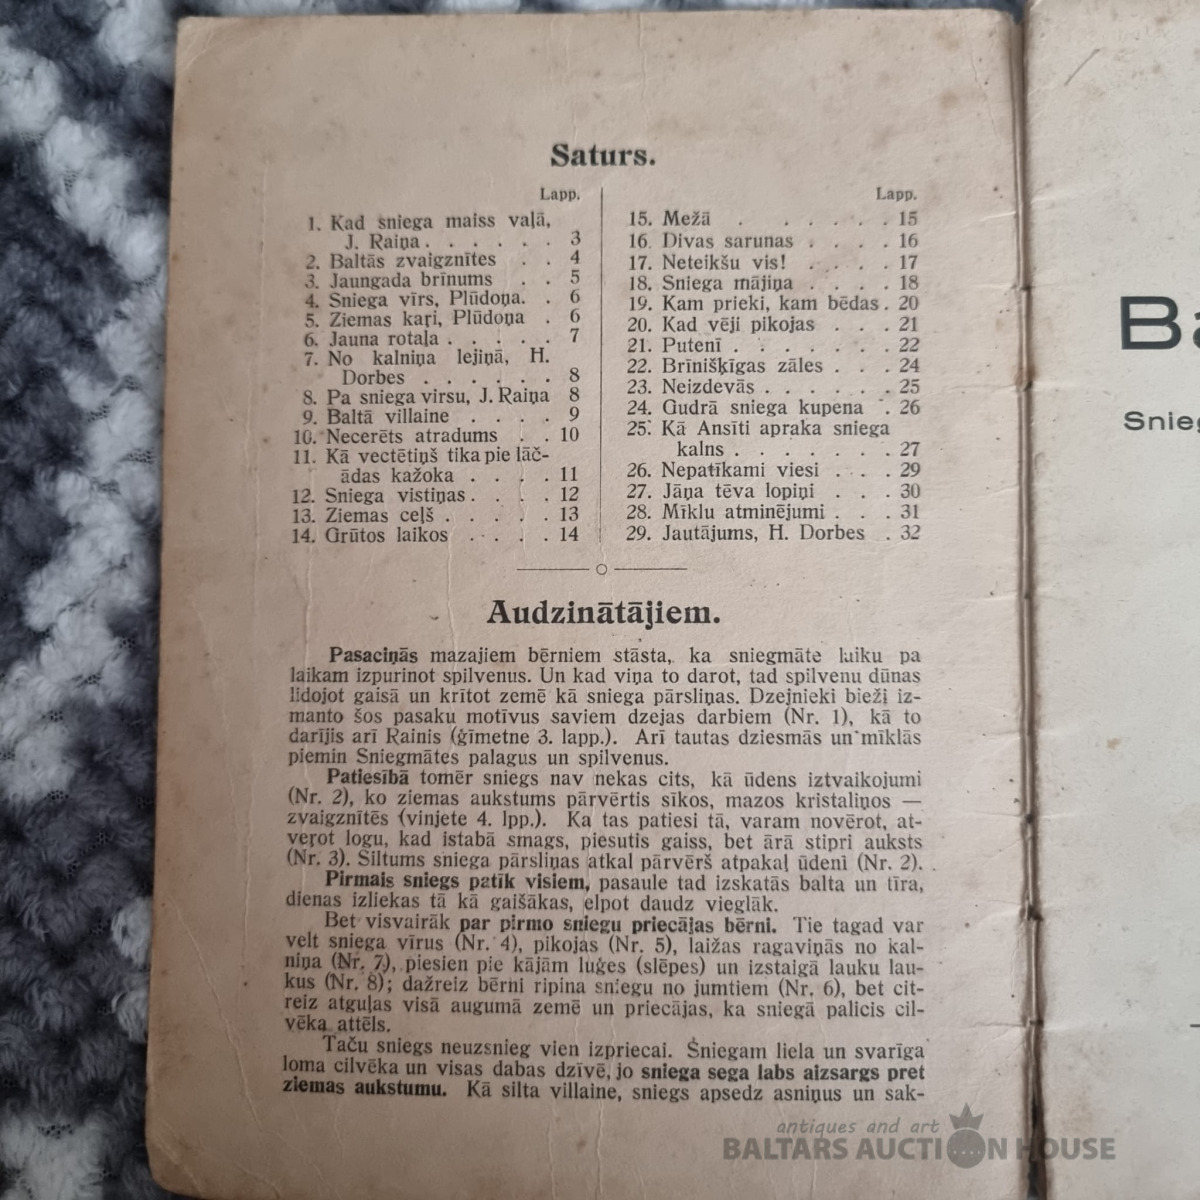 Saturs.
Lapp.
1. Kad sniega maiss vaļā,
J. Raiņa . . . . . . 3
2. Baltās zvaigznītes . . 4
3. Jaungada brīnums . . 5
4. Sniega vīrs, Plūdoņa. . 6
5. Ziemas kaŗi, Plūdoņa . 6
6. Jauna rotaļa . . . . . 7
7. No kalniņa lejiņā, H.
Dorbes . . . . . . 8
8. Pa sniega virsu, J. Raiņa 8
9. Baltā villaine . . . . 9
10. Necerēts atradums . . 10
11. Kā vectētiņš tika pie lāč-
ādas kažoka . . . . 11
12. Sniega vistiņas . . . . 12
13. Ziemas ceļš . . . . . 13
14. Grūtos laikos . . . . 14
Lapp.
15. Mežā . . . . . . 15
16. Divas sarunas . . . . 16
17. Neteikšu vis! . . . . 17
18. Sniega mājiņa . . . . 18
19. Kam prieki, kam bēdas . 20
20. Kad vēji pikojas . . . 21
21. Putenī . . . . . . . 22
22. Brīnišķīgas zāles . . . 24
23. Neizdevās . . . . . . 25
24. Gudrā sniega kupena . 26
25. Kā Ansīti apraka sniega
kalns . . . . . . . 27
26. Nepatīkami viesi . . . 29
27. Jāņa tēva lopiņi . . . 30
28. Mīklu atminējumi . . . 31
29. Jautājums, H. Dorbes . 32
Audzinātājiem.
Pasaciņās mazajiem bērniem stāsta, ka sniegmāte laiku pa
laikam izpurinot spilvenus. Un kad viņa to darot, tad spilvenu dūnas
lidojot gaisā un krītot zemē kā sniega pārsliņas. Dzejnieki bieži iz-
manto šos pasaku motīvus saviem dzejas darbiem (Nr. 1), kā to
darījis arī Rainis (ģīmetne 3. lapp.). Arī tautas dziesmās un mīklās
piemin Sniegmātes palagus un spilvenus.
Patiesībā tomēr sniegs nav nekas cits, kā ūdens iztvaikojumi
(Nr. 2), ko ziemas aukstums pārvērtis sīkos, mazos kristaliņos —
zvaigznītēs (vinjete 4. lpp.). Ka tas patiesi tā, varam novērot, at-
veŗot logu, kad istabā smags, piesutis gaiss, bet ārā stipri auksts
(Nr. 3). Siltums sniega pārsliņas atkal pārvērš atpakaļ ūdenī (Nr. 2).
Pirmais sniegs patīk visiem, pasaule tad izskatās balta un tīra,
dienas izliekas tā kā gaišākas, elpot daudz vieglāk.
Bet visvairāk par pirmo sniegu priecājas bērni. Tie tagad var
velt sniega vīrus (Nr. 4), pikojas (Nr. 5), laižas ragaviņās no kal-
niņa (Nr. 7), piesien pie kājām luģes (slēpes) un izstaigā lauku lau-
kus (Nr. 8); dažreiz bērni ripina sniegu no jumtiem (Nr. 6), bet cit-
reiz atguļas visā augumā zemē un priecājas, ka sniegā palicis cil-
vēka attēls.
Taču sniegs neuzsnieg vien izpriecai. Sniegam liela un svarīga
loma cilvēka un visas dabas dzīvē, jo sniega sega labs aizsargs pret
ziemas aukstumu. Kā silta villaine, sniegs apsedz asniņus un sak-
Ba
Snieg
antiques and art
BALTARS AUCTION HOUSE